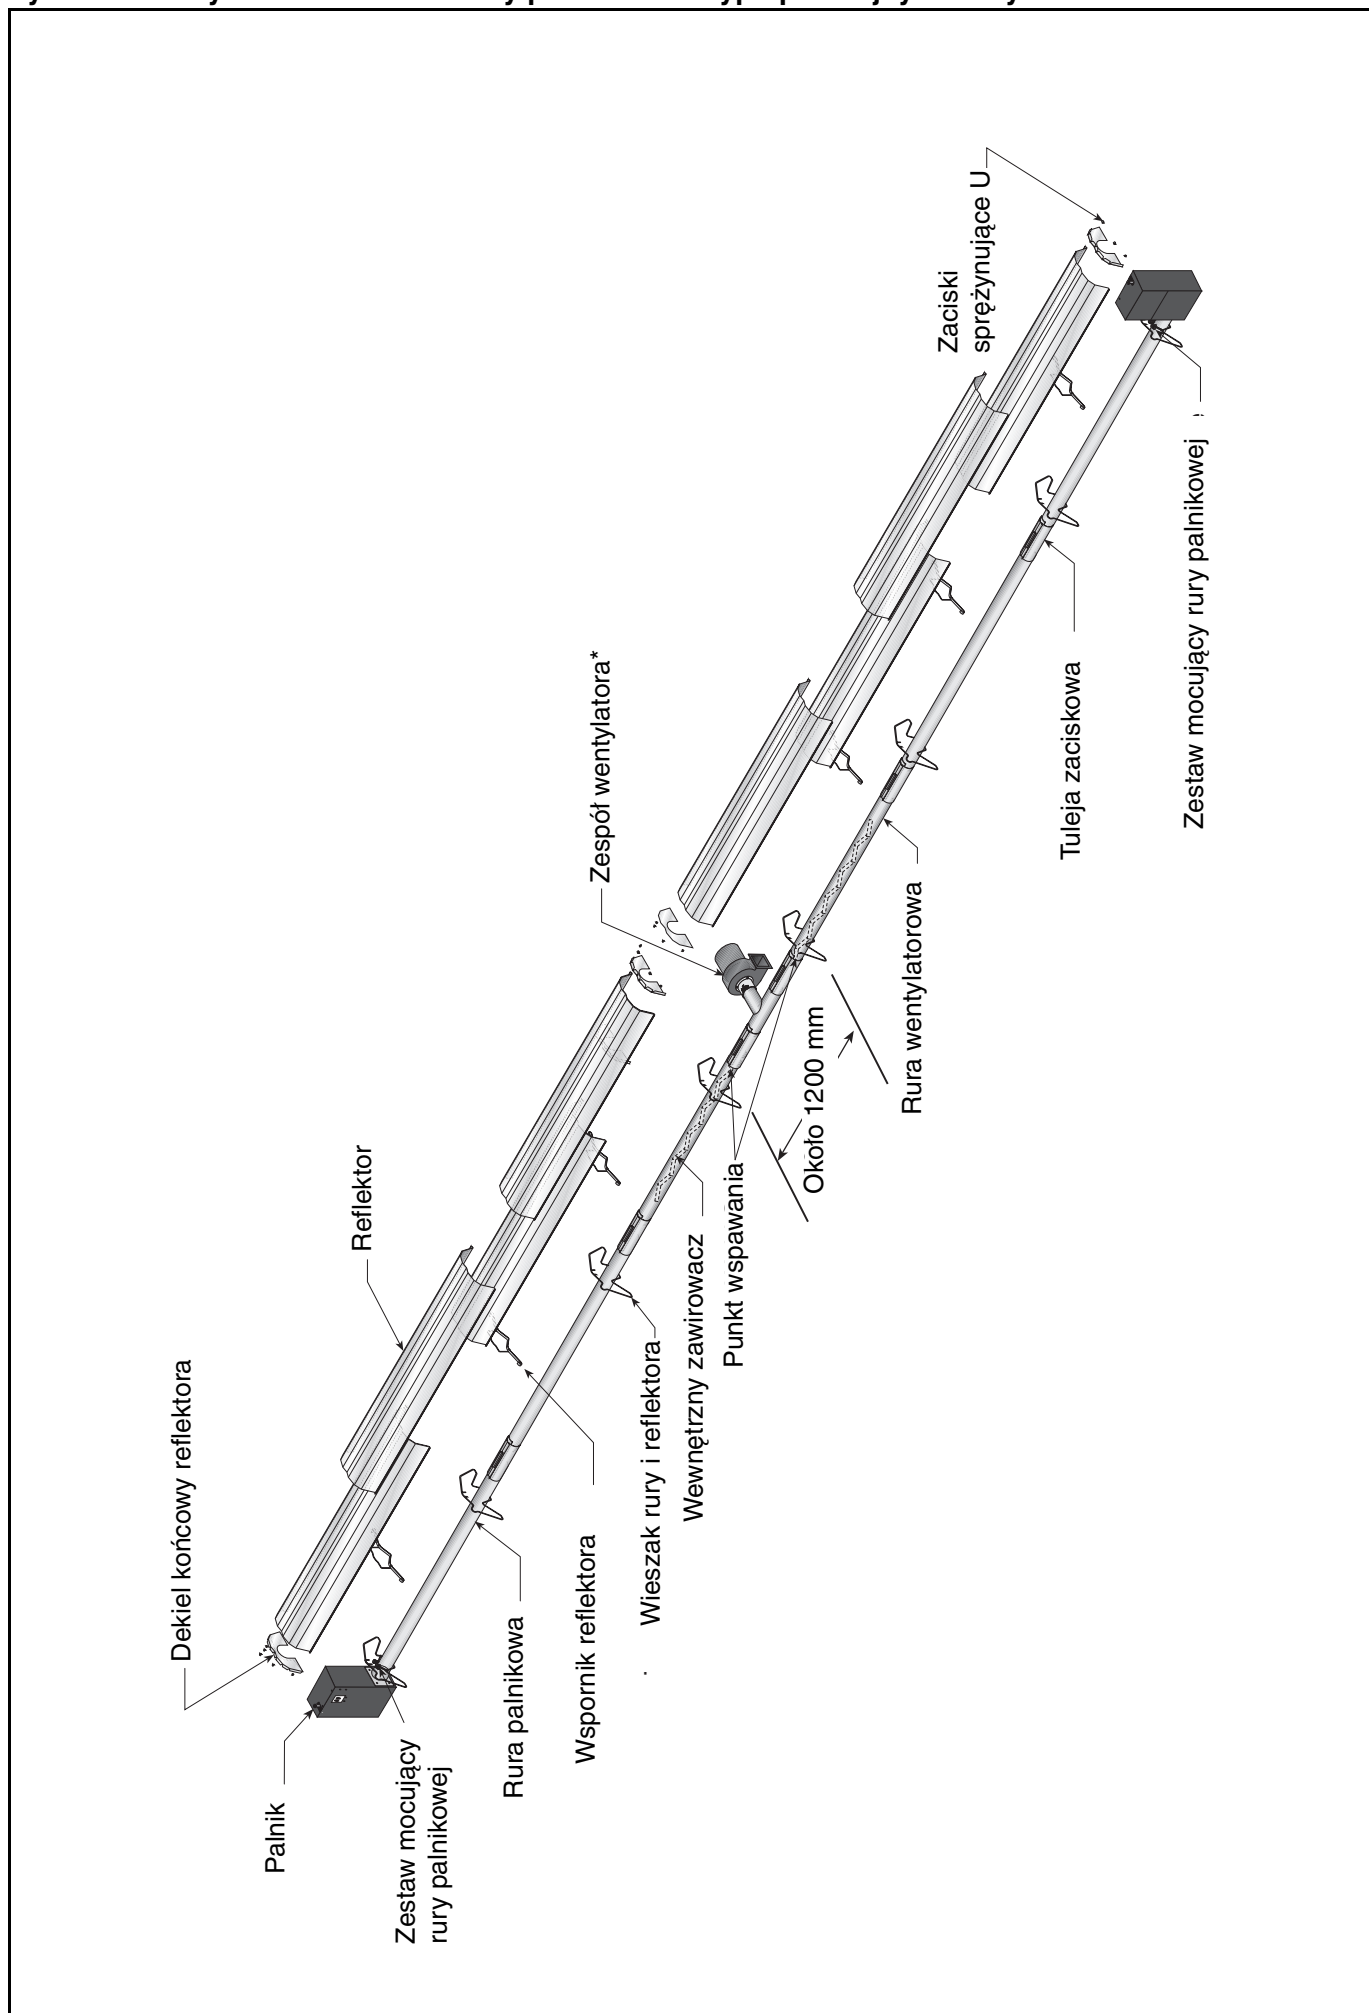 Palnik
Dekiel końcowy reflektora
Reflektor
Zestaw mocujący
rury palnikowej
Rura palnikowa
Wspornik reflektora
Wieszak rury i reflektora
Wewnętrzny zawirowacz
Punkt wspawania
Około 1200 mm
Zespół wentylatora*
Rura wentylatorowa
Zaciski
sprężynujące U
Tuleja zaciskowa
Zestaw mocujący rury palnikowej